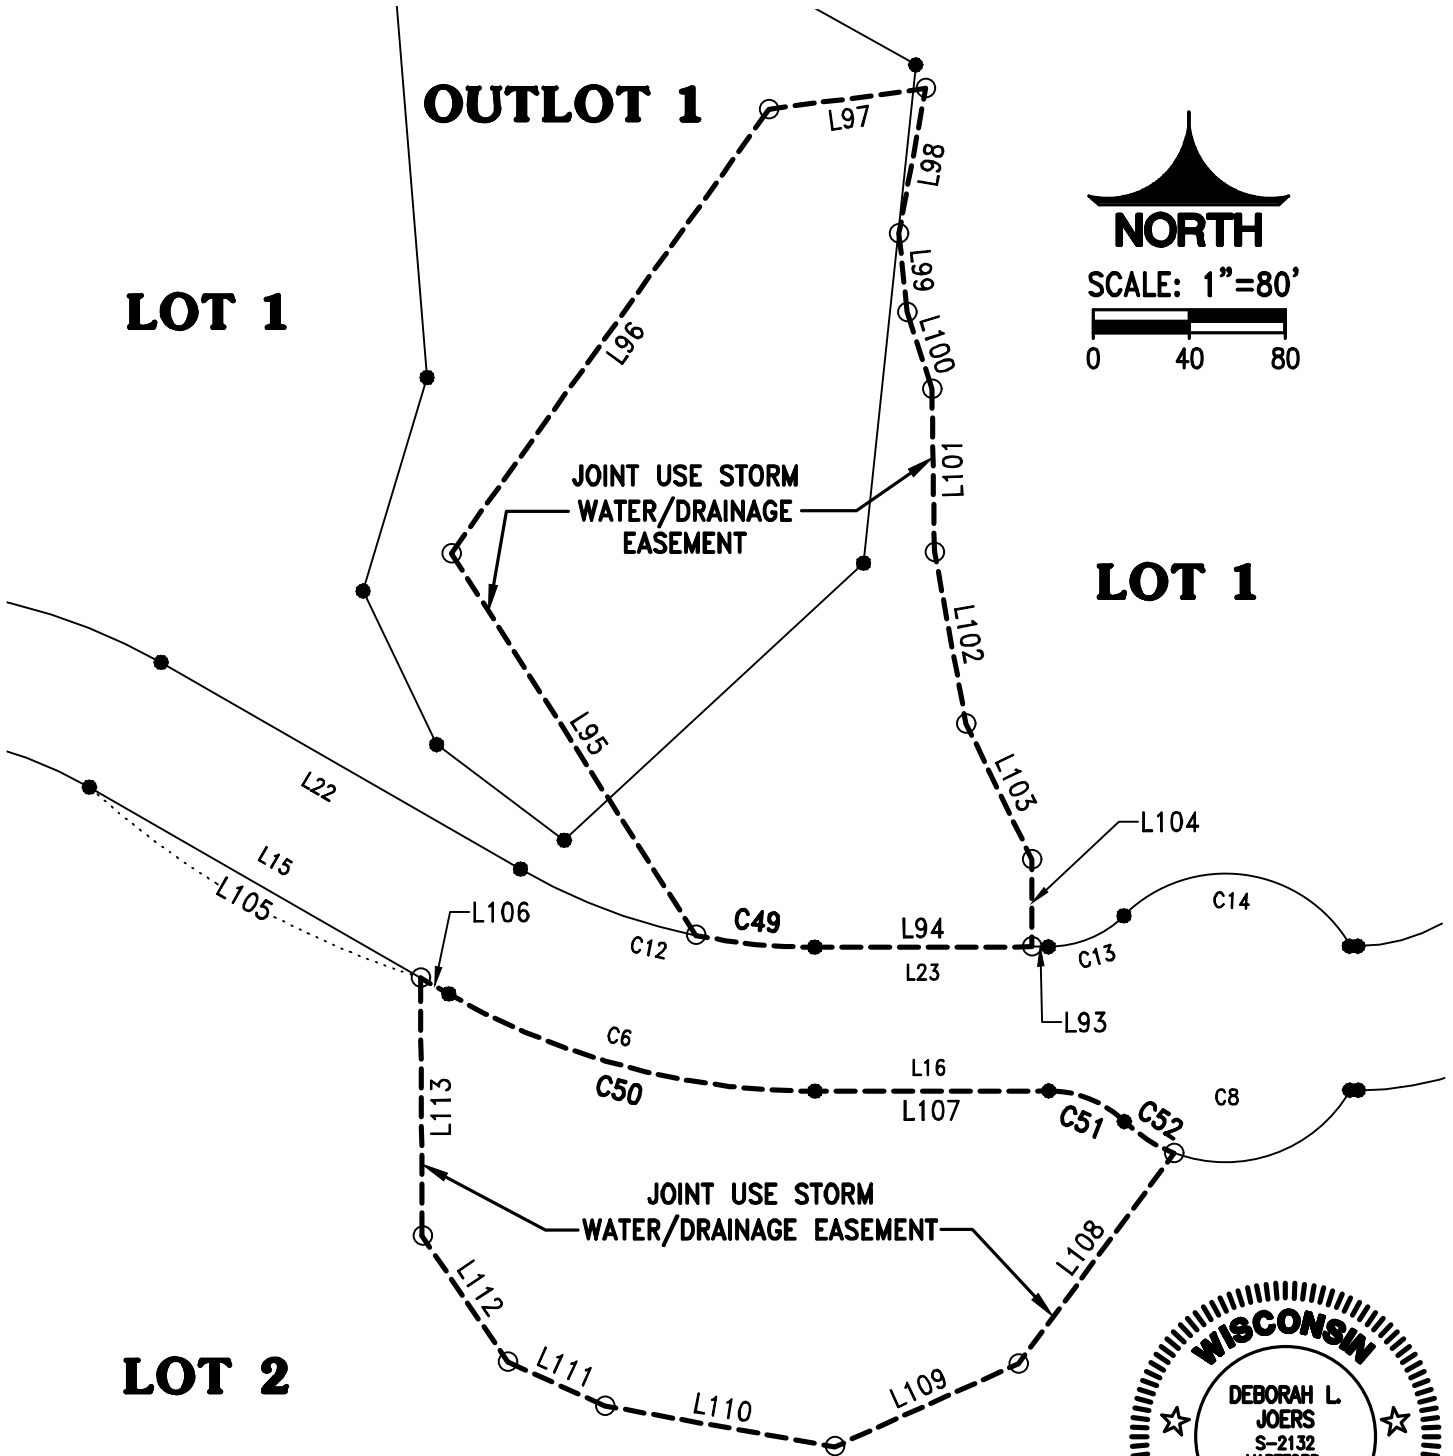 OUTLOT 1
L97
L98
NORTH
SCALE: 1"=80'
0 40 80
LOT 1
L99
L100
L96
L101
JOINT USE STORM
WATER/DRAINAGE
EASEMENT
LOT 1
L102
L95
L103
L22
L104
L15
L105
L106
C49
C12
L94
L23
C13
C14
L93
C6
C50
L16
L107
C51
C52
C8
L113
JOINT USE STORM
WATER/DRAINAGE EASEMENT
L108
L112
L111
L110
L109
LOT 2
WISCONSIN
DEBORAH L.
JOERS
S-2132